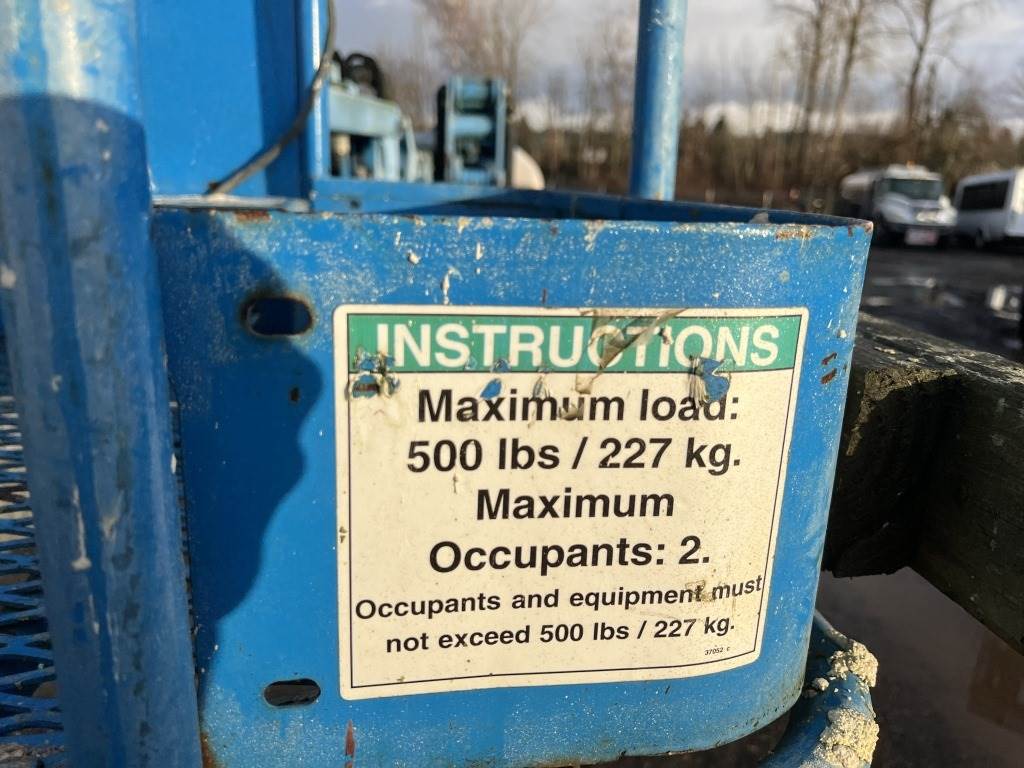 INSTRUCTIONS
Maximum load:
500 lbs / 227 kg.
Maximum
Occupants: 2.
Occupants and equipment must
not exceed 500 lbs / 227 kg.
37052 C